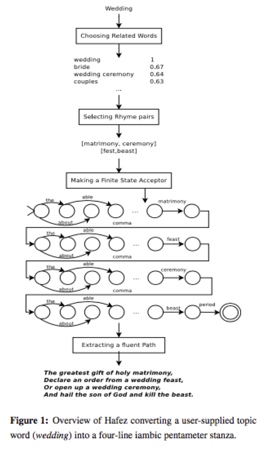 Wedding
Choosing Related Words
wedding 1
bride 0.67
wedding ceremony 0.64
couples 0.63
...
Selecting Rhyme pairs
[matrimony, ceremony]
[fest,beast]
Making a Finite State Acceptor
the able ... matrimony
about comma
the able ... feast
about comma
the able ... ceremony
about comma
the able ... beast period
about
Extracting a fluent Path
The greatest gift of holy matrimony,
Declare an order from a wedding feast,
Or open up a wedding ceremony,
And hail the son of God and kill the beast.
Figure 1: Overview of Hafez converting a user-supplied topic
word (wedding) into a four-line iambic pentameter stanza.